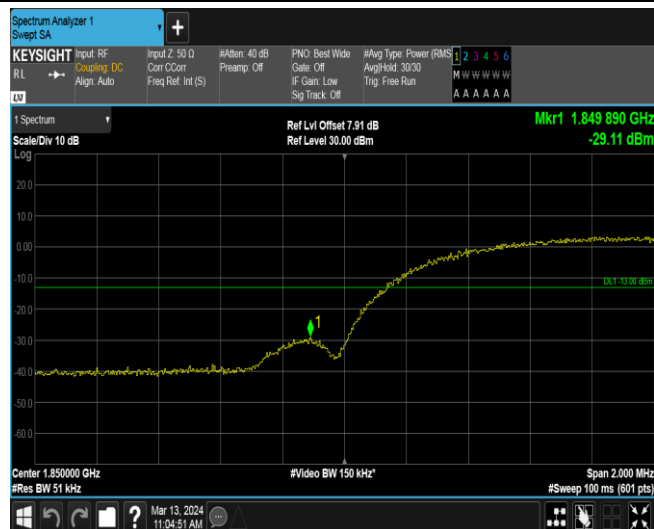 Spectrum Analyzer 1
Swept SA
+
KEYSIGHT
RL
LXI
Input: RF
Coupling: DC
Align: Auto
Input Z: 50 Ω
Corr CCorr
Freq Ref: Int (S)
#Atten: 40 dB
Preamp: Off
PNO: Best Wide
Gate: Off
IF Gain: Low
Sig Track: Off
#Avg Type: Power (RMS
Avg|Hold: 30/30
Trig: Free Run
1 2 3 4 5 6
M W W W W W
A A A A A A
1 Spectrum
Scale/Div 10 dB
Ref Lvl Offset 7.91 dB
Ref Level 30.00 dBm
Mkr1 1.849 890 GHz
-29.11 dBm
Log
20.0
10.0
0.00
-10.0
DL1 -13.00 dBm
-20.0
1
-30.0
-40.0
-50.0
-60.0
Center 1.850000 GHz
#Res BW 51 kHz
#Video BW 150 kHz*
Span 2.000 MHz
#Sweep 100 ms (601 pts)
?
Mar 13, 2024
11:04:51 AM